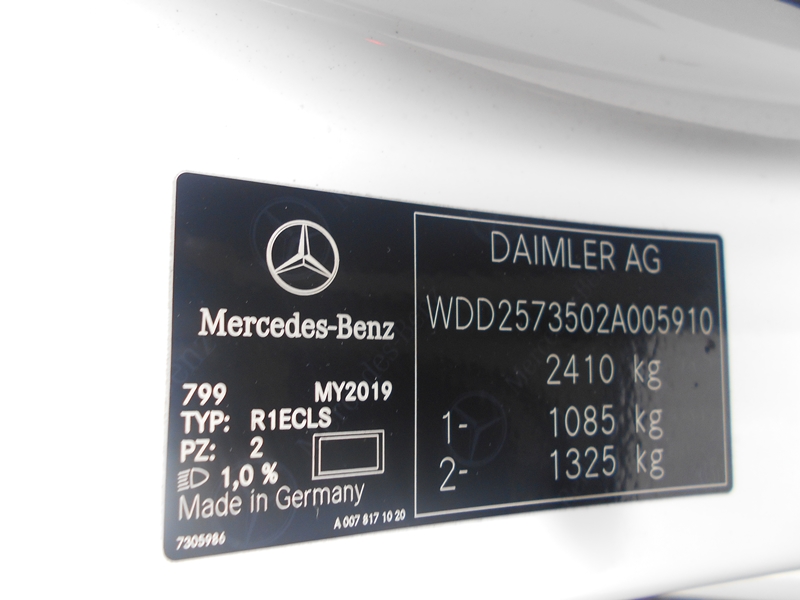 Mercedes-Benz
799 MY2019
TYP: R1ECLS
PZ: 2
1,0 %
Made in Germany
7305986
A 007 817 10 20
DAIMLER AG
WDD2573502A005910
2410 kg
1- 1085 kg
2- 1325 kg